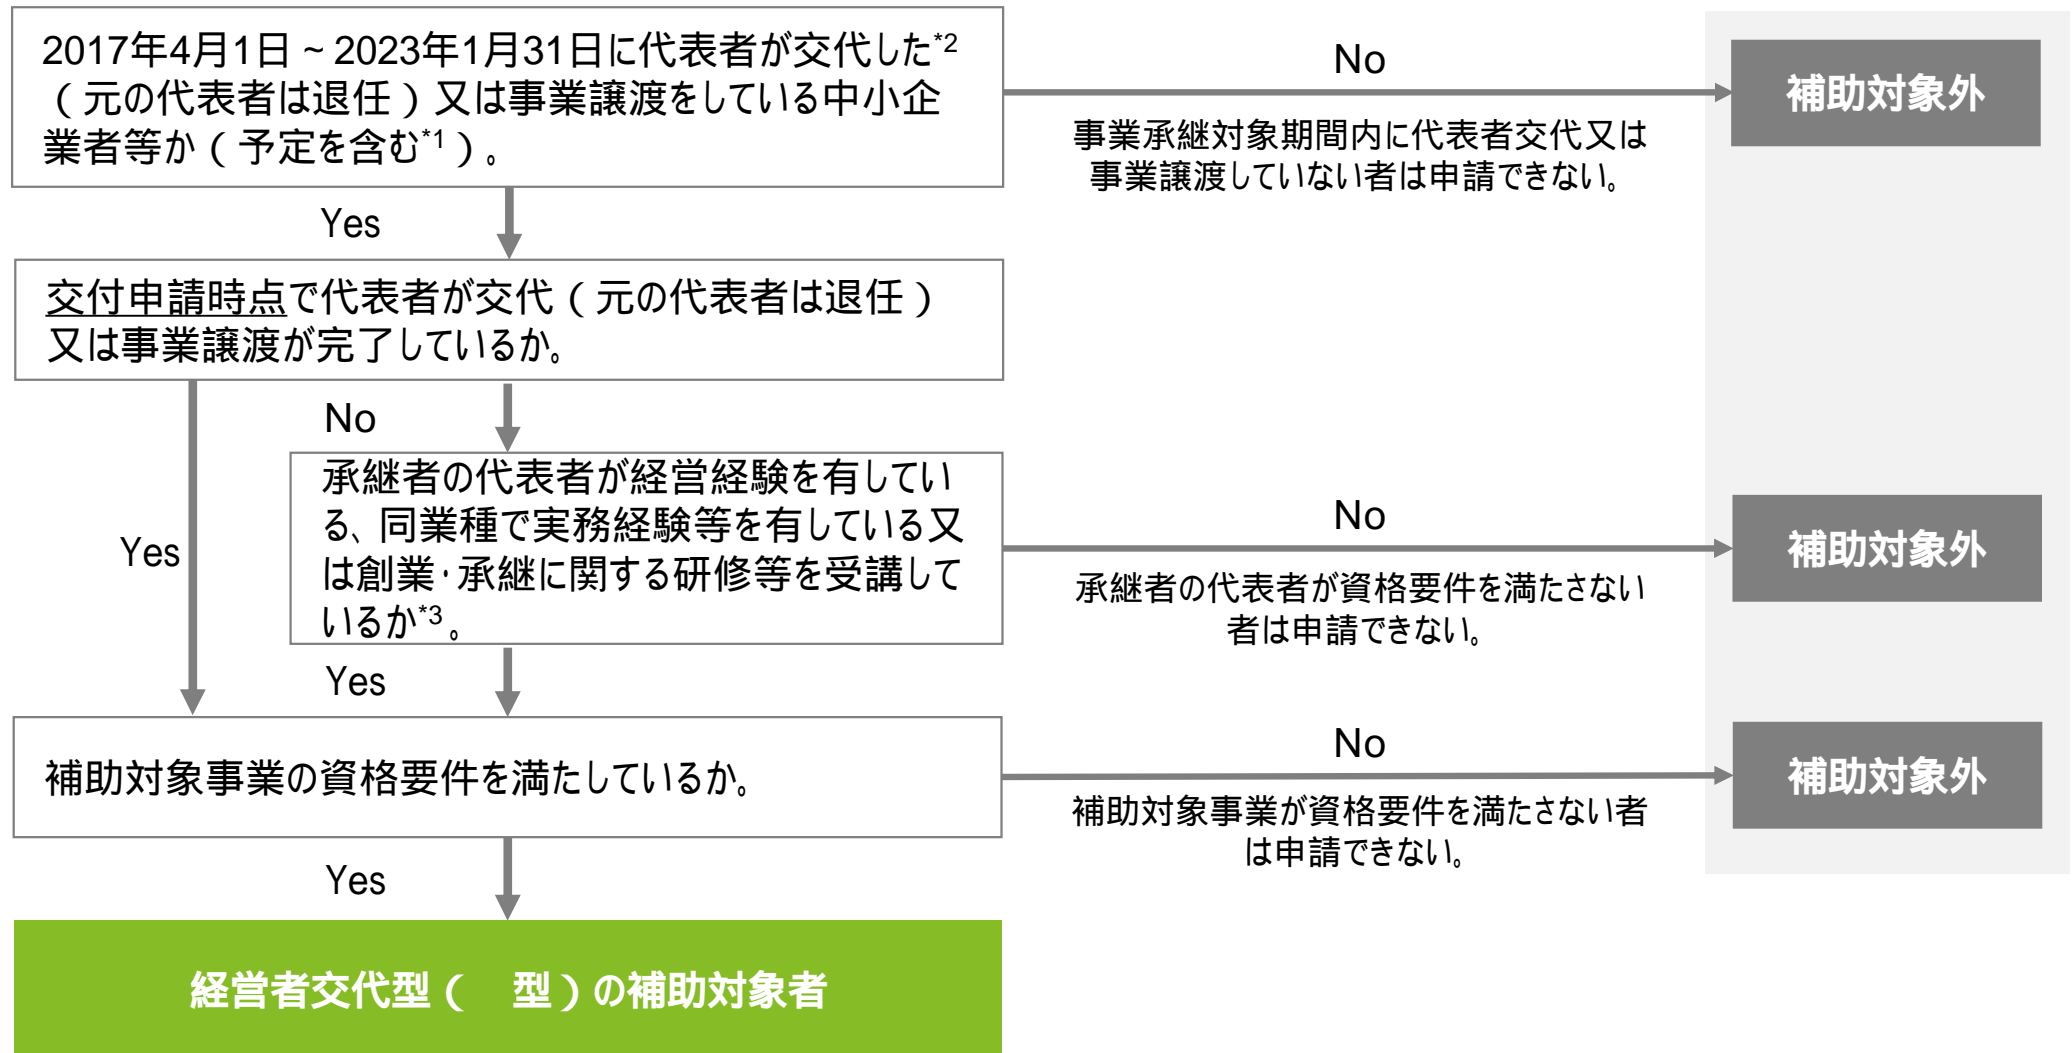 2017年4月1日~2023年1月31日に代表者が交代した*2
(元の代表者は退任)又は事業譲渡をしている中小企
業者等か(予定を含む*1)。
No
補助対象外
事業承継対象期間内に代表者交代又は
事業譲渡していない者は申請できない。
Yes
交付申請時点で代表者が交代(元の代表者は退任)
又は事業譲渡が完了しているか。
No
Yes
承継者の代表者が経営経験を有してい
る、同業種で実務経験等を有している又
は創業・承継に関する研修等を受講して
いるか*3。
No
補助対象外
承継者の代表者が資格要件を満たさない
者は申請できない。
Yes
補助対象事業の資格要件を満たしているか。
No
補助対象外
補助対象事業が資格要件を満たさない者
は申請できない。
Yes
経営者交代型( 型)の補助対象者